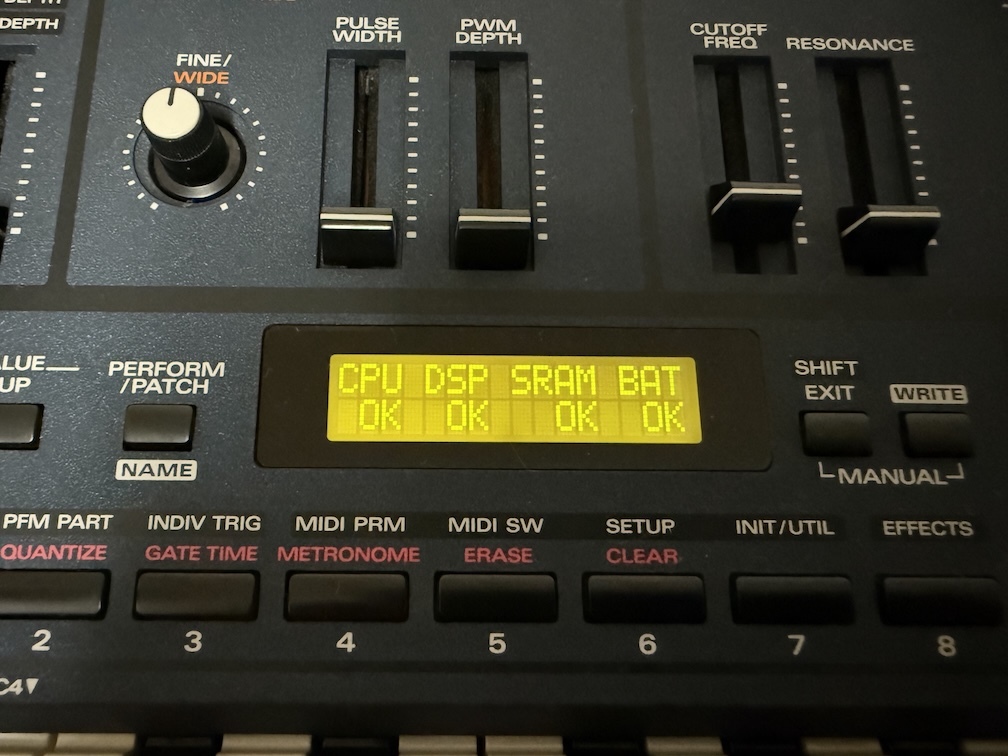 DEPTH
FINE/
WIDE
PULSE
WIDTH
PWM
DEPTH
CUTOFF
FREQ
RESONANCE
UP
PERFORM
/PATCH
NAME
CPU DSP SRAM BAT
OK OK OK OK
SHIFT
EXIT
WRITE
MANUAL
PFM PART
QUANTIZE
2
INDIV TRIG
GATE TIME
3
MIDI PRM
METRONOME
4
MIDI SW
ERASE
5
SETUP
CLEAR
6
INIT/UTIL
7
EFFECTS
8
C4▼